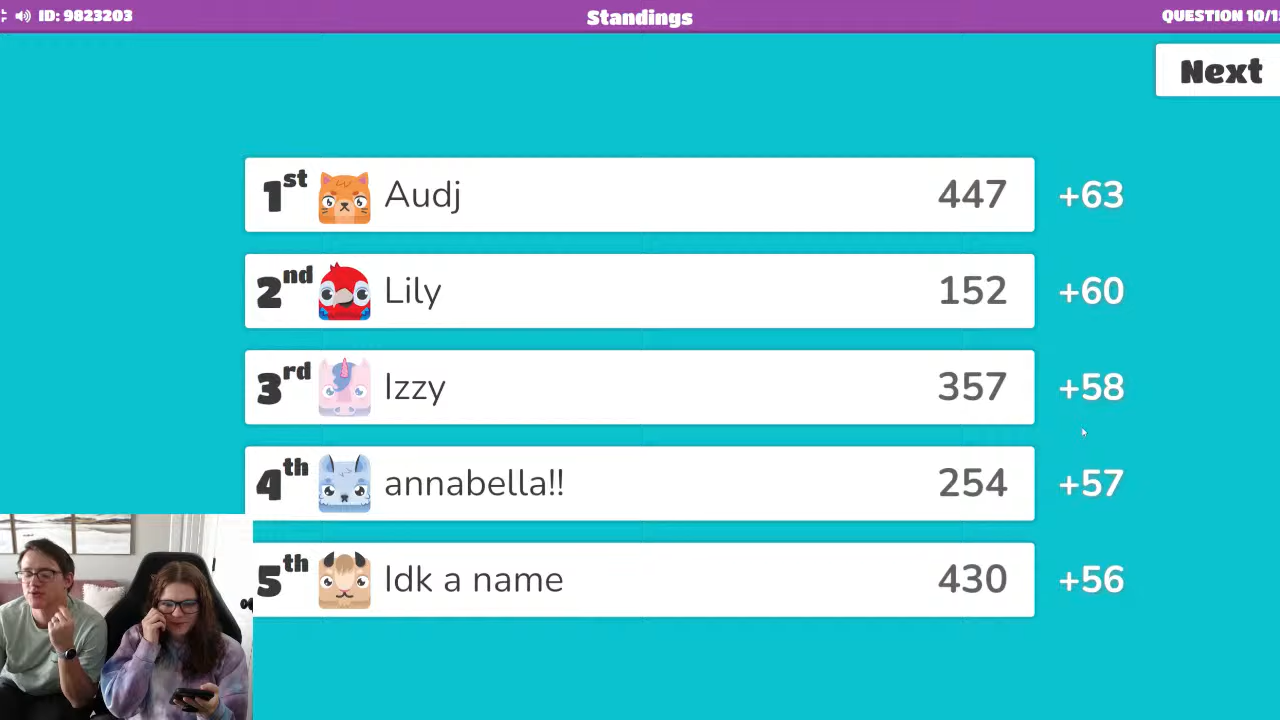 ID: 9823203
Standings
QUESTION 10/1
Next
1st Audj 447 +63
2nd Lily 152 +60
3rd Izzy 357 +58
4th annabella!! 254 +57
5th Idk a name 430 +56